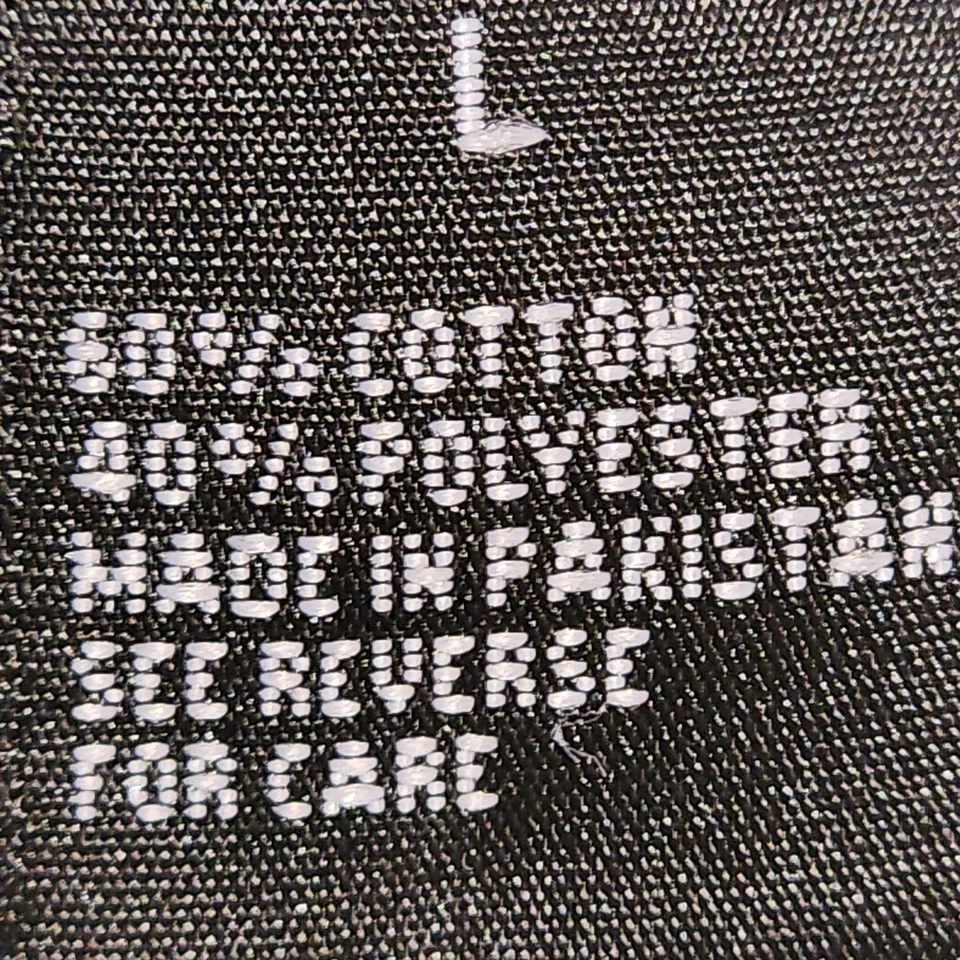 L
60% COTTON
40% POLYESTER
MADE IN PAKISTAN
SEE REVERSE
FOR CARE